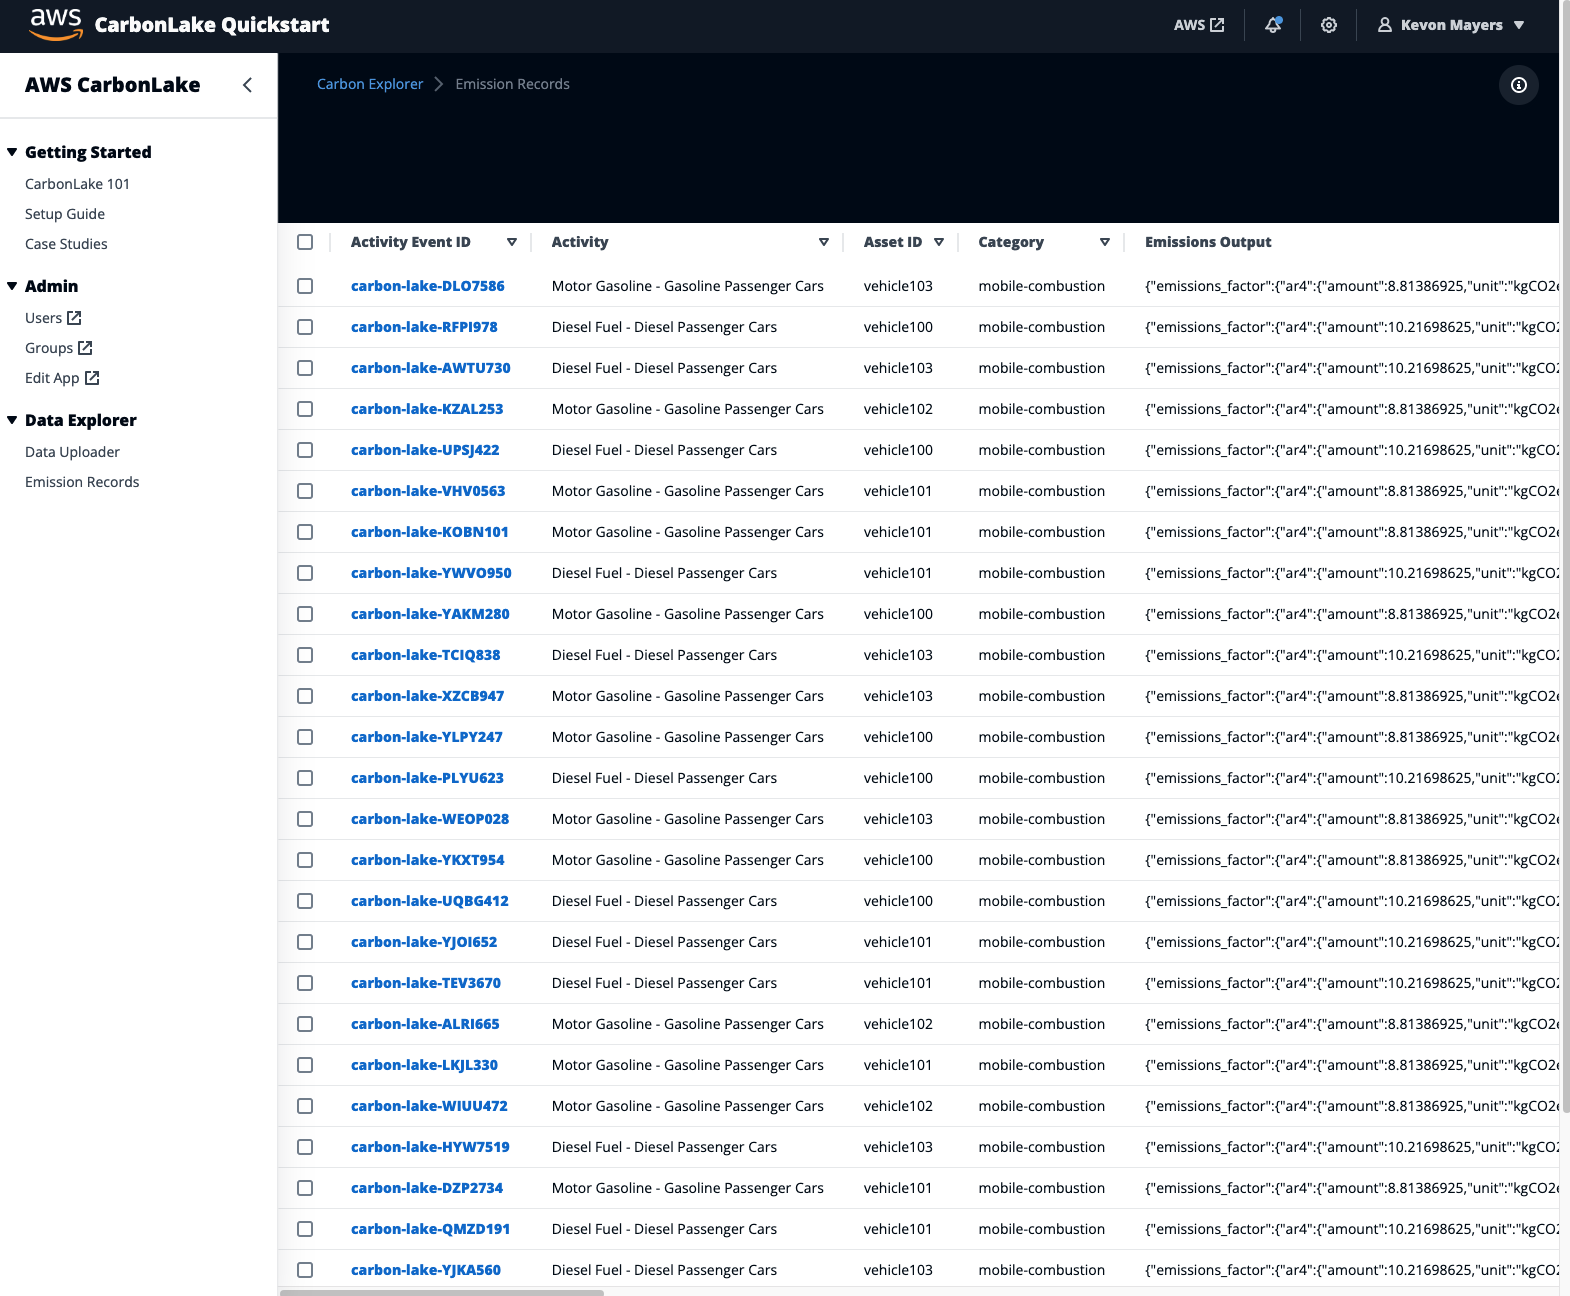 aws CarbonLake Quickstart AWS Kevon Mayers
AWS CarbonLake
Getting Started
CarbonLake 101
Setup Guide
Case Studies
Admin
Users
Groups
Edit App
Data Explorer
Data Uploader
Emission Records
Carbon Explorer Emission Records
Activity Event ID Activity Asset ID Category Emissions Output
carbon-lake-DLO7586 Motor Gasoline - Gasoline Passenger Cars vehicle103 mobile-combustion {"emissions_factor":{"ar4":{"amount":8.81386925,"unit":"kgCO2e
carbon-lake-RFPI978 Diesel Fuel - Diesel Passenger Cars vehicle100 mobile-combustion {"emissions_factor":{"ar4":{"amount":10.21698625,"unit":"kgCO2
carbon-lake-AWTU730 Diesel Fuel - Diesel Passenger Cars vehicle103 mobile-combustion {"emissions_factor":{"ar4":{"amount":10.21698625,"unit":"kgCO2
carbon-lake-KZAL253 Motor Gasoline - Gasoline Passenger Cars vehicle102 mobile-combustion {"emissions_factor":{"ar4":{"amount":8.81386925,"unit":"kgCO2e
carbon-lake-UPSJ422 Diesel Fuel - Diesel Passenger Cars vehicle100 mobile-combustion {"emissions_factor":{"ar4":{"amount":10.21698625,"unit":"kgCO2
carbon-lake-VHV0563 Motor Gasoline - Gasoline Passenger Cars vehicle101 mobile-combustion {"emissions_factor":{"ar4":{"amount":8.81386925,"unit":"kgCO2e
carbon-lake-KOBN101 Motor Gasoline - Gasoline Passenger Cars vehicle101 mobile-combustion {"emissions_factor":{"ar4":{"amount":8.81386925,"unit":"kgCO2e
carbon-lake-YWVO950 Diesel Fuel - Diesel Passenger Cars vehicle101 mobile-combustion {"emissions_factor":{"ar4":{"amount":10.21698625,"unit":"kgCO2
carbon-lake-YAKM280 Motor Gasoline - Gasoline Passenger Cars vehicle100 mobile-combustion {"emissions_factor":{"ar4":{"amount":8.81386925,"unit":"kgCO2e
carbon-lake-TCIQ838 Diesel Fuel - Diesel Passenger Cars vehicle103 mobile-combustion {"emissions_factor":{"ar4":{"amount":10.21698625,"unit":"kgCO2
carbon-lake-XZCB947 Motor Gasoline - Gasoline Passenger Cars vehicle103 mobile-combustion {"emissions_factor":{"ar4":{"amount":8.81386925,"unit":"kgCO2e
carbon-lake-YLPY247 Motor Gasoline - Gasoline Passenger Cars vehicle100 mobile-combustion {"emissions_factor":{"ar4":{"amount":8.81386925,"unit":"kgCO2e
carbon-lake-PLYU623 Diesel Fuel - Diesel Passenger Cars vehicle100 mobile-combustion {"emissions_factor":{"ar4":{"amount":10.21698625,"unit":"kgCO2
carbon-lake-WEOP028 Motor Gasoline - Gasoline Passenger Cars vehicle103 mobile-combustion {"emissions_factor":{"ar4":{"amount":8.81386925,"unit":"kgCO2e
carbon-lake-YKXT954 Motor Gasoline - Gasoline Passenger Cars vehicle100 mobile-combustion {"emissions_factor":{"ar4":{"amount":8.81386925,"unit":"kgCO2e
carbon-lake-UQBG412 Diesel Fuel - Diesel Passenger Cars vehicle100 mobile-combustion {"emissions_factor":{"ar4":{"amount":10.21698625,"unit":"kgCO2
carbon-lake-YJOI652 Diesel Fuel - Diesel Passenger Cars vehicle101 mobile-combustion {"emissions_factor":{"ar4":{"amount":10.21698625,"unit":"kgCO2
carbon-lake-TEV3670 Diesel Fuel - Diesel Passenger Cars vehicle101 mobile-combustion {"emissions_factor":{"ar4":{"amount":10.21698625,"unit":"kgCO2
carbon-lake-ALRI665 Motor Gasoline - Gasoline Passenger Cars vehicle102 mobile-combustion {"emissions_factor":{"ar4":{"amount":8.81386925,"unit":"kgCO2e
carbon-lake-LKJL330 Motor Gasoline - Gasoline Passenger Cars vehicle101 mobile-combustion {"emissions_factor":{"ar4":{"amount":8.81386925,"unit":"kgCO2e
carbon-lake-WIUU472 Motor Gasoline - Gasoline Passenger Cars vehicle102 mobile-combustion {"emissions_factor":{"ar4":{"amount":8.81386925,"unit":"kgCO2e
carbon-lake-HYW7519 Diesel Fuel - Diesel Passenger Cars vehicle103 mobile-combustion {"emissions_factor":{"ar4":{"amount":10.21698625,"unit":"kgCO2
carbon-lake-DZP2734 Motor Gasoline - Gasoline Passenger Cars vehicle101 mobile-combustion {"emissions_factor":{"ar4":{"amount":8.81386925,"unit":"kgCO2e
carbon-lake-QMZD191 Diesel Fuel - Diesel Passenger Cars vehicle101 mobile-combustion {"emissions_factor":{"ar4":{"amount":10.21698625,"unit":"kgCO2
carbon-lake-YJKA560 Diesel Fuel - Diesel Passenger Cars vehicle103 mobile-combustion {"emissions_factor":{"ar4":{"amount":10.21698625,"unit":"kgCO2